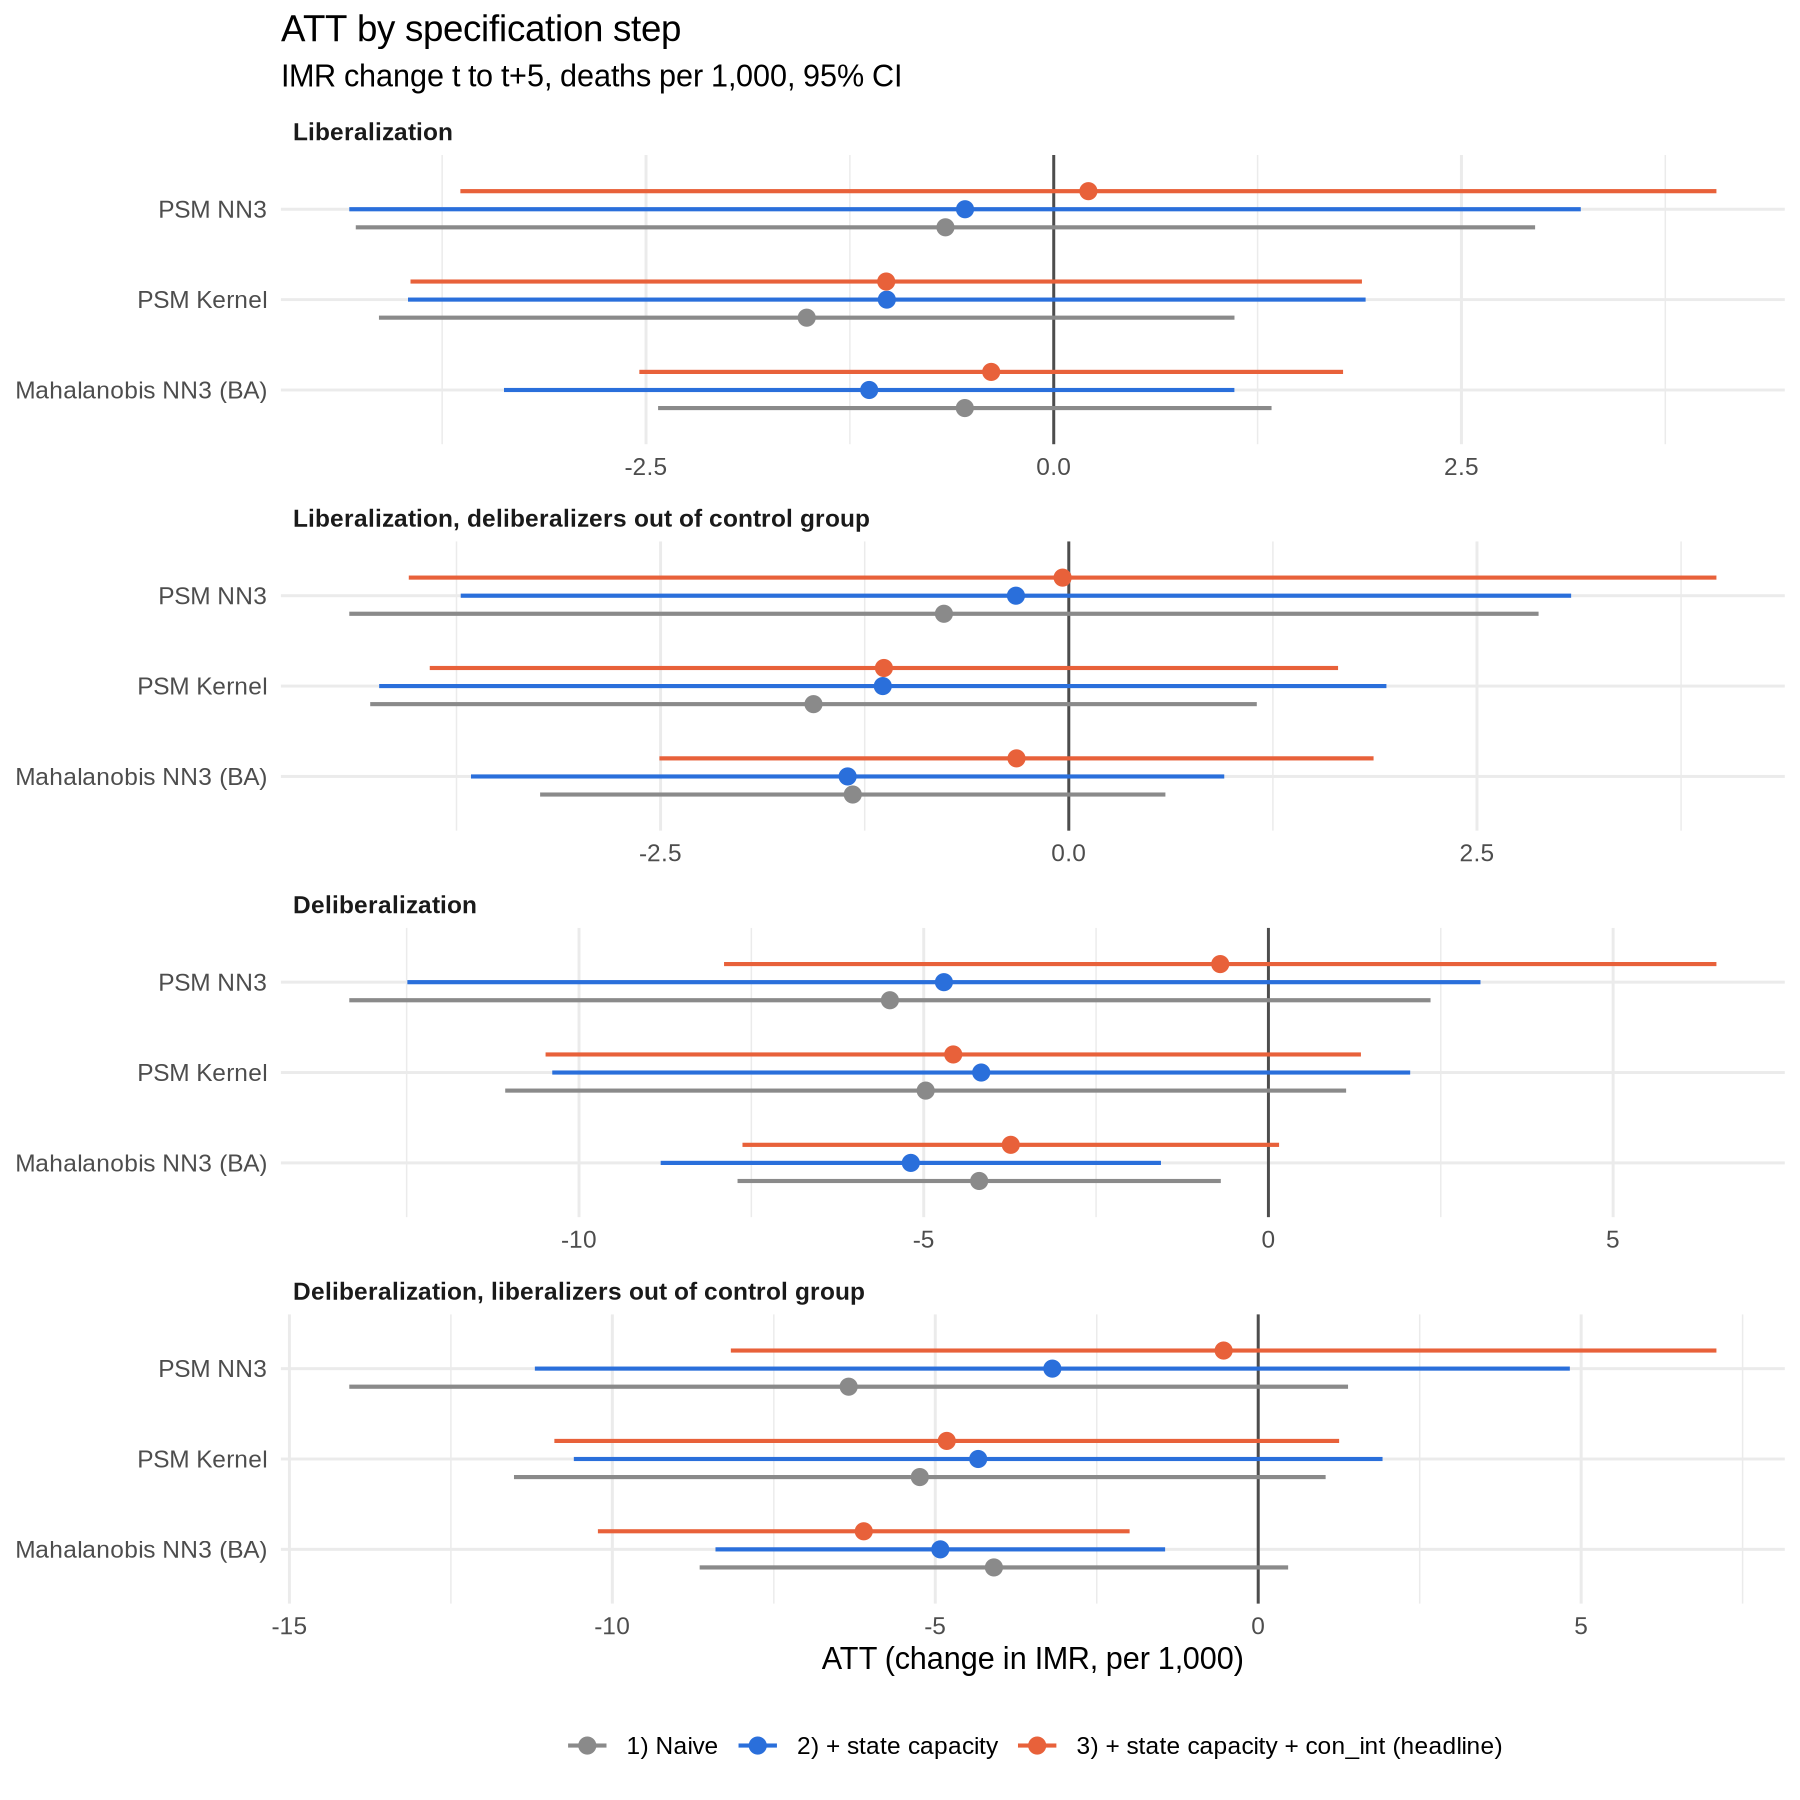 ATT by specification step
IMR change t to t+5, deaths per 1,000, 95% CI
Liberalization
PSM NN3
PSM Kernel
Mahalanobis NN3 (BA)
-2.5 0.0 2.5
Liberalization, deliberalizers out of control group
PSM NN3
PSM Kernel
Mahalanobis NN3 (BA)
-2.5 0.0 2.5
Deliberalization
PSM NN3
PSM Kernel
Mahalanobis NN3 (BA)
-10 -5 0 5
Deliberalization, liberalizers out of control group
PSM NN3
PSM Kernel
Mahalanobis NN3 (BA)
-15 -10 -5 0 5
ATT (change in IMR, per 1,000)
1) Naive 2) + state capacity 3) + state capacity + con_int (headline)